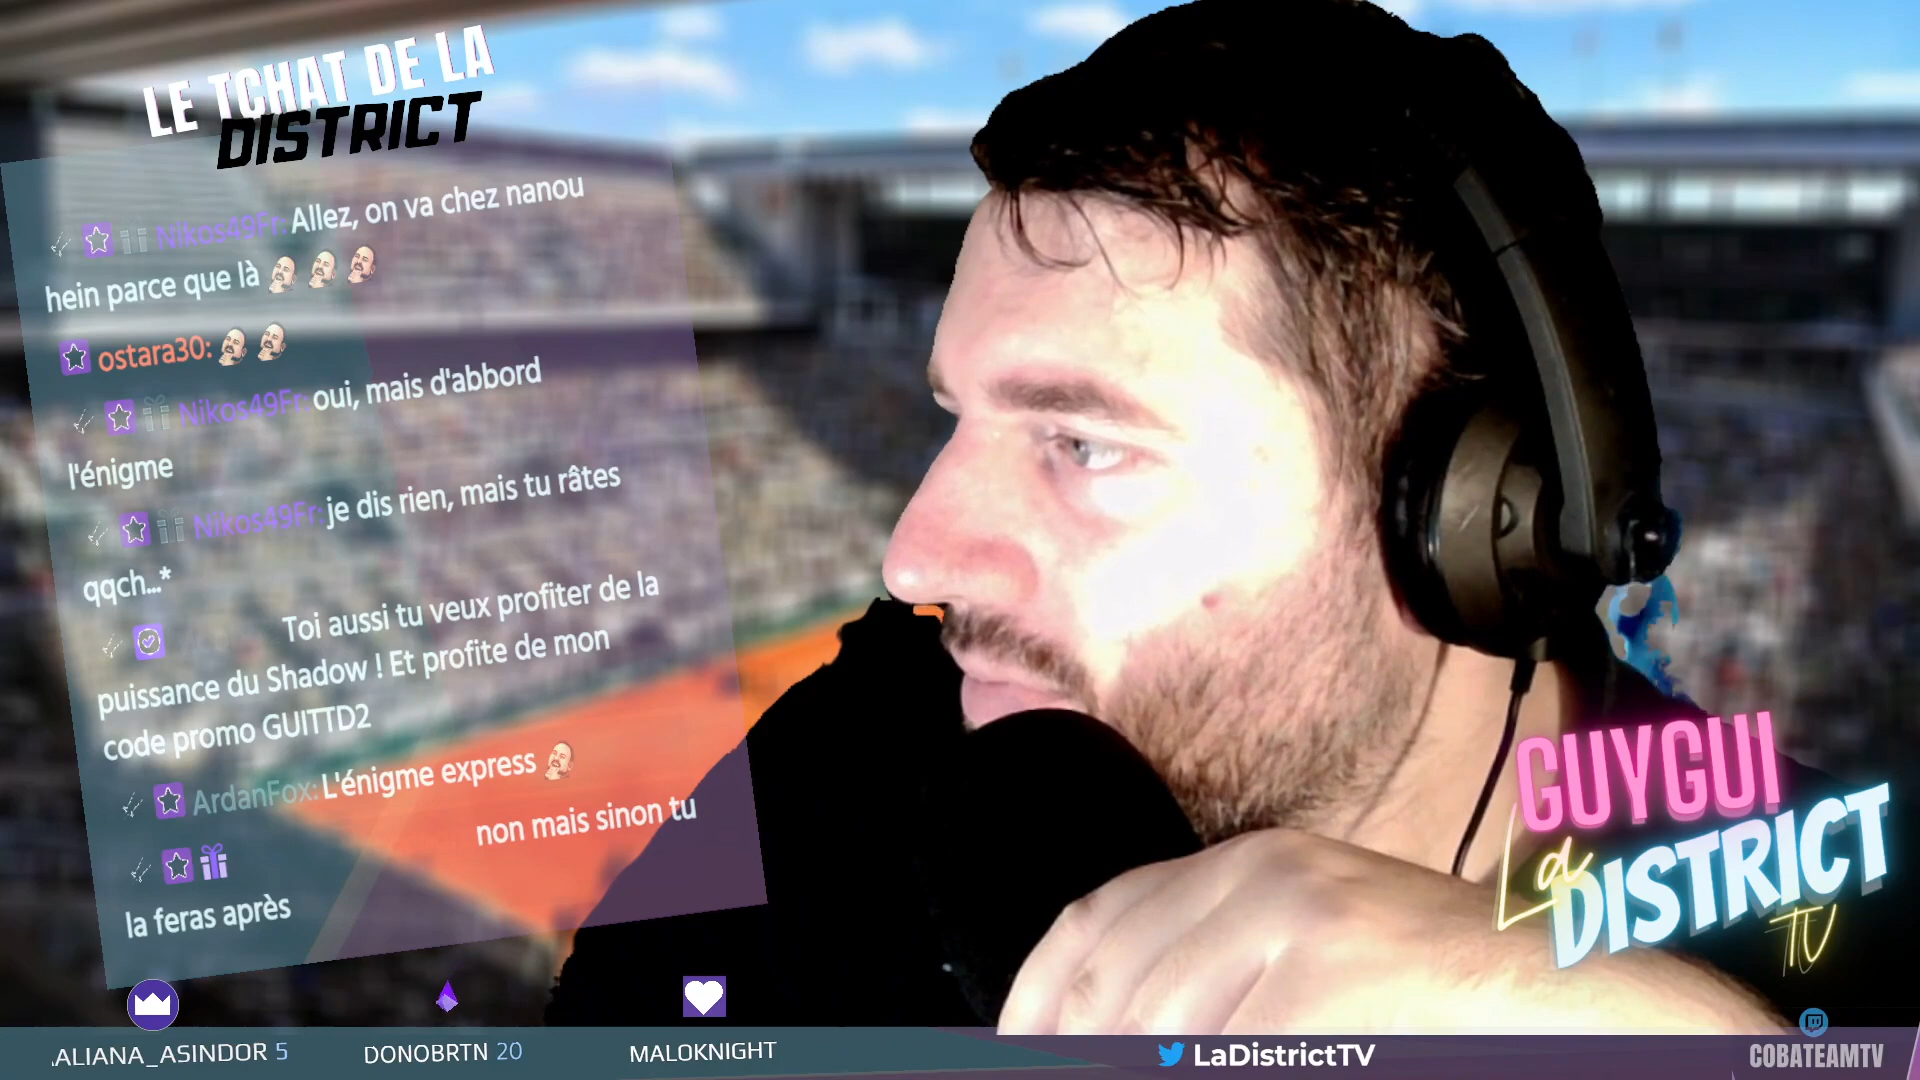 LE TCHAT DE LA
DISTRICT
Nikos49Fr: Allez, on va chez nanou
hein parce que là
ostara30:
Nikos49Fr: oui, mais d'abbord
l'énigme
Nikos49Fr: je dis rien, mais tu râtes
qqch...*
Toi aussi tu veux profiter de la
puissance du Shadow ! Et profite de mon
code promo GUITTD2
ArdanFox: L'énigme express
non mais sinon tu
la feras après
GUYGUI
La
DISTRICT
TV
ALIANA_ASINDOR 5
DONOBRTN 20
MALOKNIGHT
LaDistrictTV
COBATEAMTV